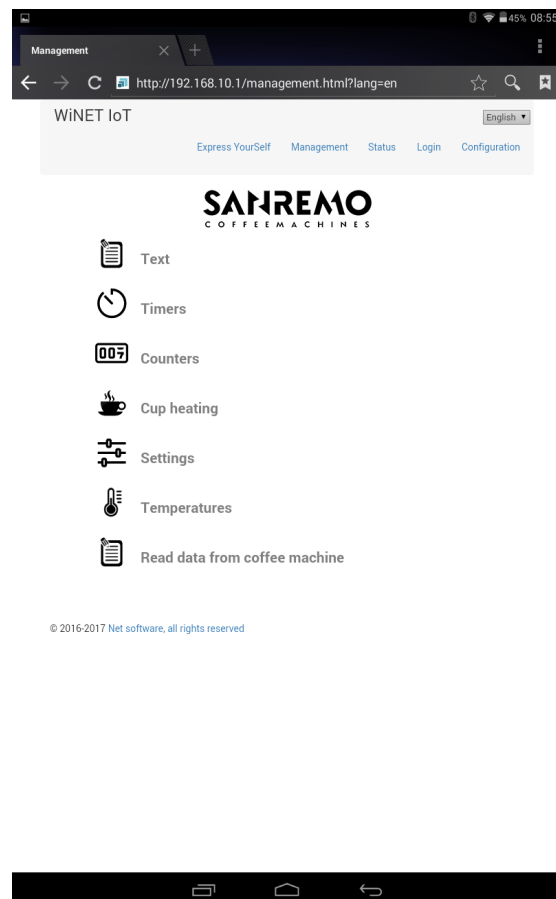 45% 08:55
Management
http://192.168.10.1/management.html?lang=en
WiNET IoT
English
Express YourSelf Management Status Login Configuration
SANREMO
COFFEEMACHINES
Text
Timers
007
Counters
Cup heating
Settings
Temperatures
Read data from coffee machine
© 2016-2017 Net software, all rights reserved